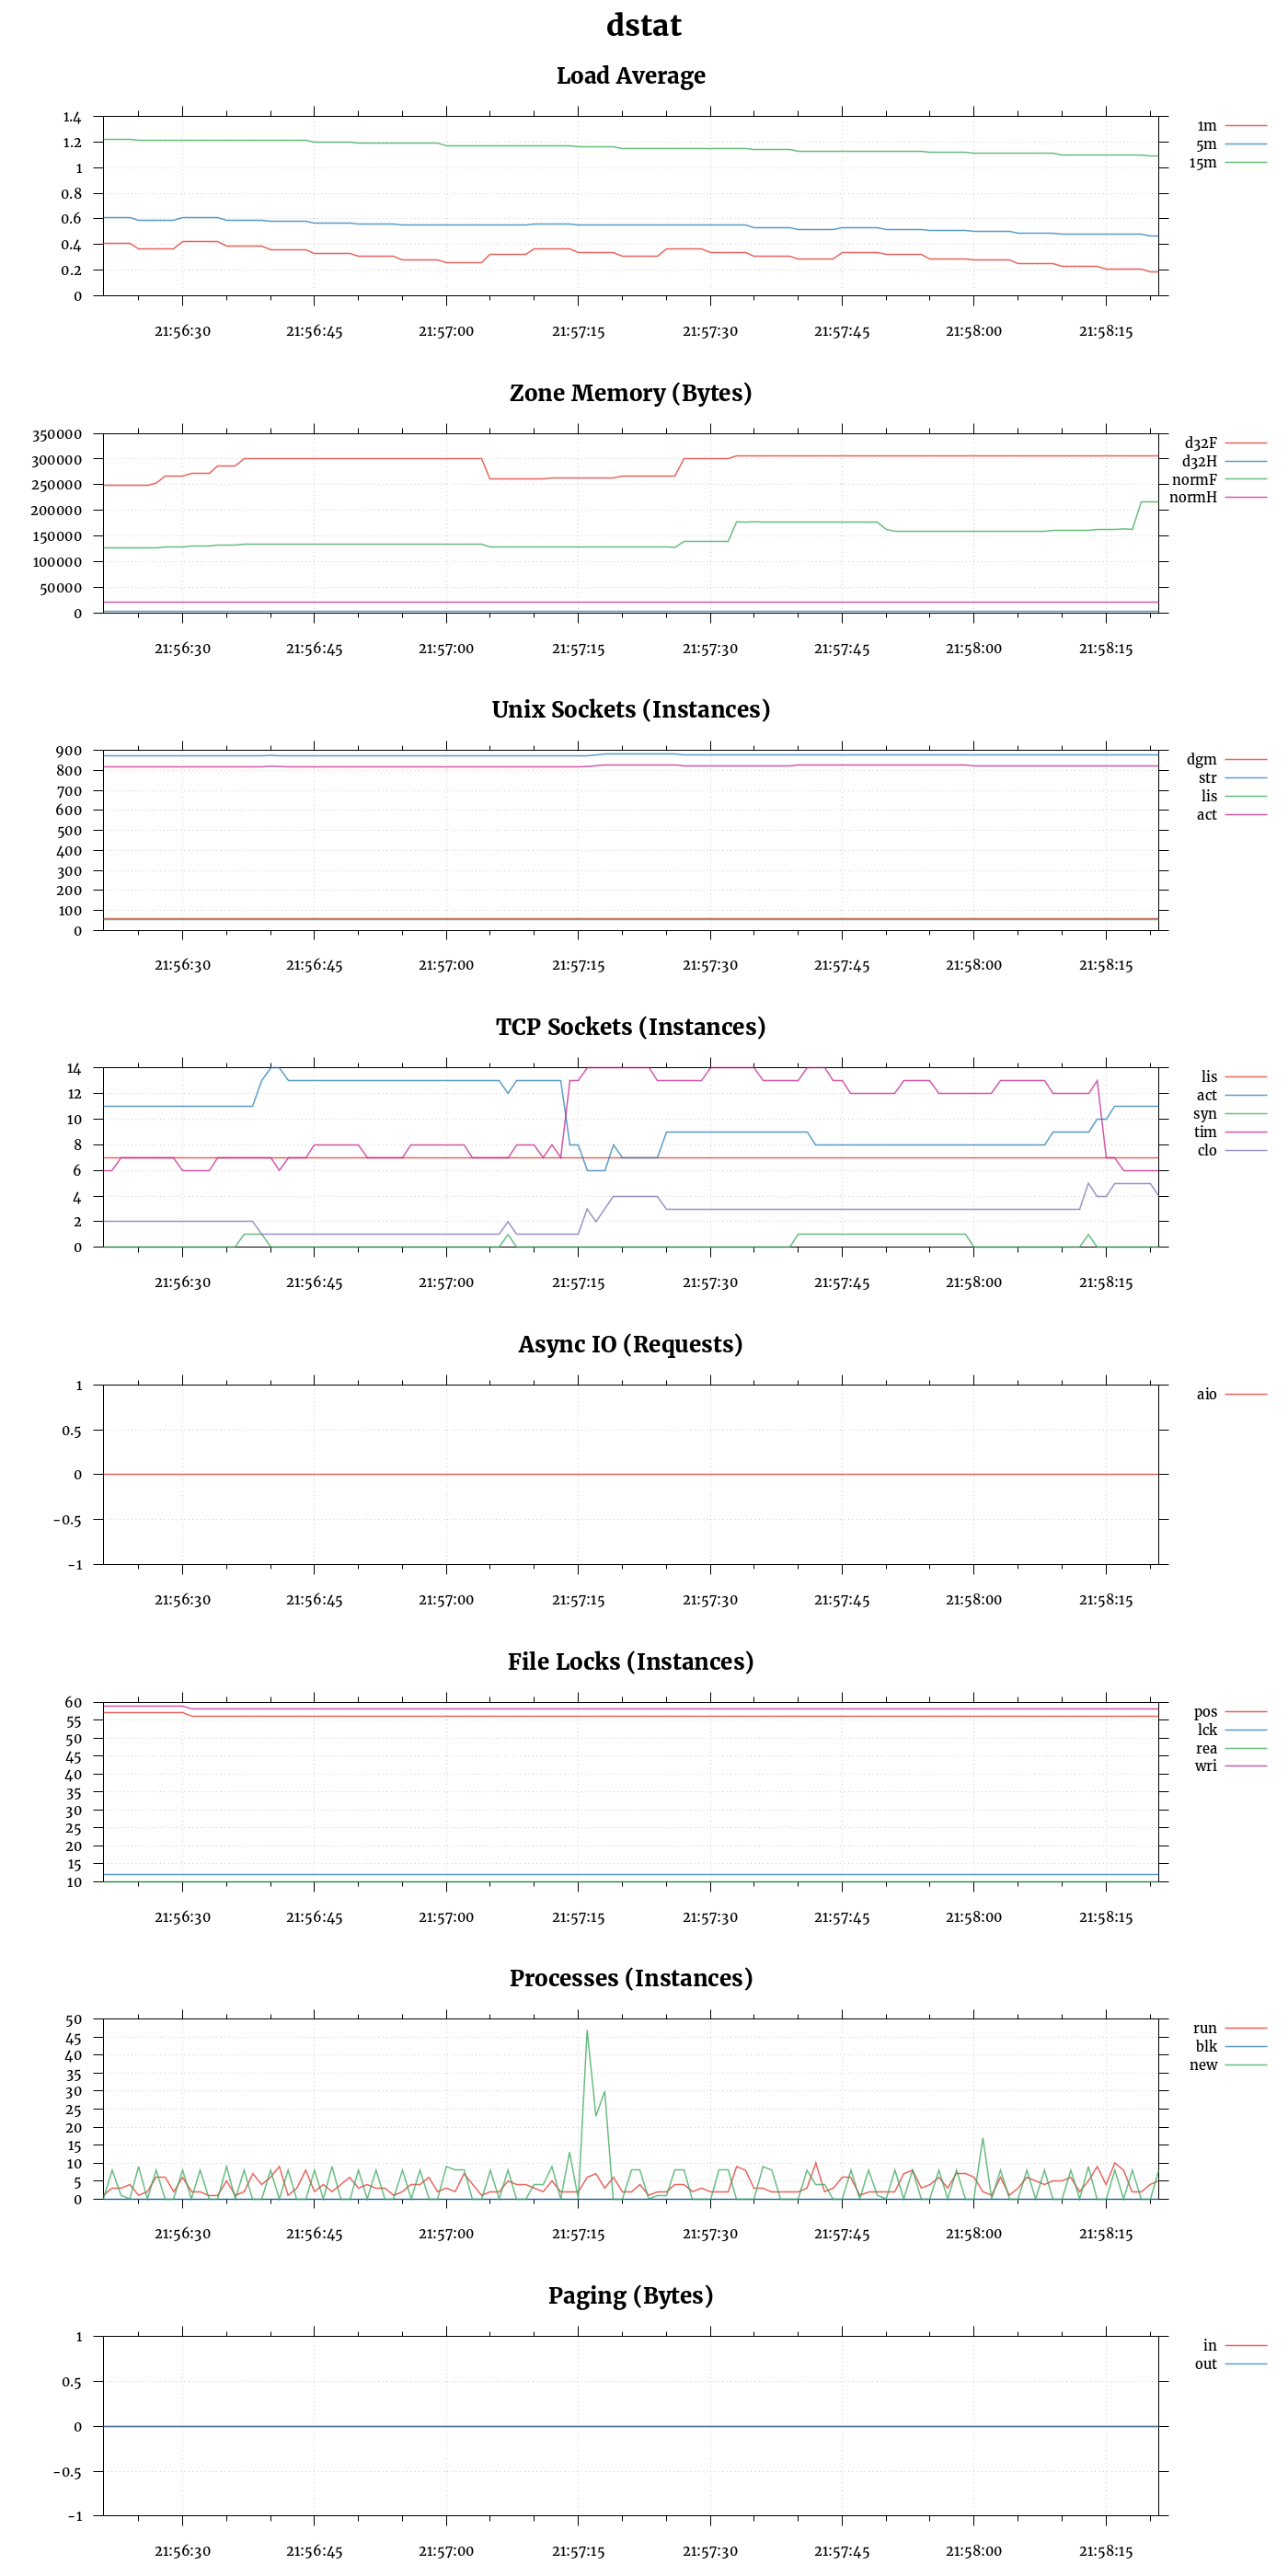 dstat
Load Average
1.4
1.2
1
0.8
0.6
0.4
0.2
0
1m
5m
15m
21:56:30 21:56:45 21:57:00 21:57:15 21:57:30 21:57:45 21:58:00 21:58:15
Zone Memory (Bytes)
350000
300000
250000
200000
150000
100000
50000
0
d32F
d32H
normF
normH
21:56:30 21:56:45 21:57:00 21:57:15 21:57:30 21:57:45 21:58:00 21:58:15
Unix Sockets (Instances)
900
800
700
600
500
400
300
200
100
0
dgm
str
lis
act
21:56:30 21:56:45 21:57:00 21:57:15 21:57:30 21:57:45 21:58:00 21:58:15
TCP Sockets (Instances)
14
12
10
8
6
4
2
0
lis
act
syn
tim
clo
21:56:30 21:56:45 21:57:00 21:57:15 21:57:30 21:57:45 21:58:00 21:58:15
Async IO (Requests)
1
0.5
0
-0.5
-1
aio
21:56:30 21:56:45 21:57:00 21:57:15 21:57:30 21:57:45 21:58:00 21:58:15
File Locks (Instances)
60
55
50
45
40
35
30
25
20
15
10
pos
lck
rea
wri
21:56:30 21:56:45 21:57:00 21:57:15 21:57:30 21:57:45 21:58:00 21:58:15
Processes (Instances)
50
45
40
35
30
25
20
15
10
5
0
run
blk
new
21:56:30 21:56:45 21:57:00 21:57:15 21:57:30 21:57:45 21:58:00 21:58:15
Paging (Bytes)
1
0.5
0
-0.5
-1
in
out
21:56:30 21:56:45 21:57:00 21:57:15 21:57:30 21:57:45 21:58:00 21:58:15